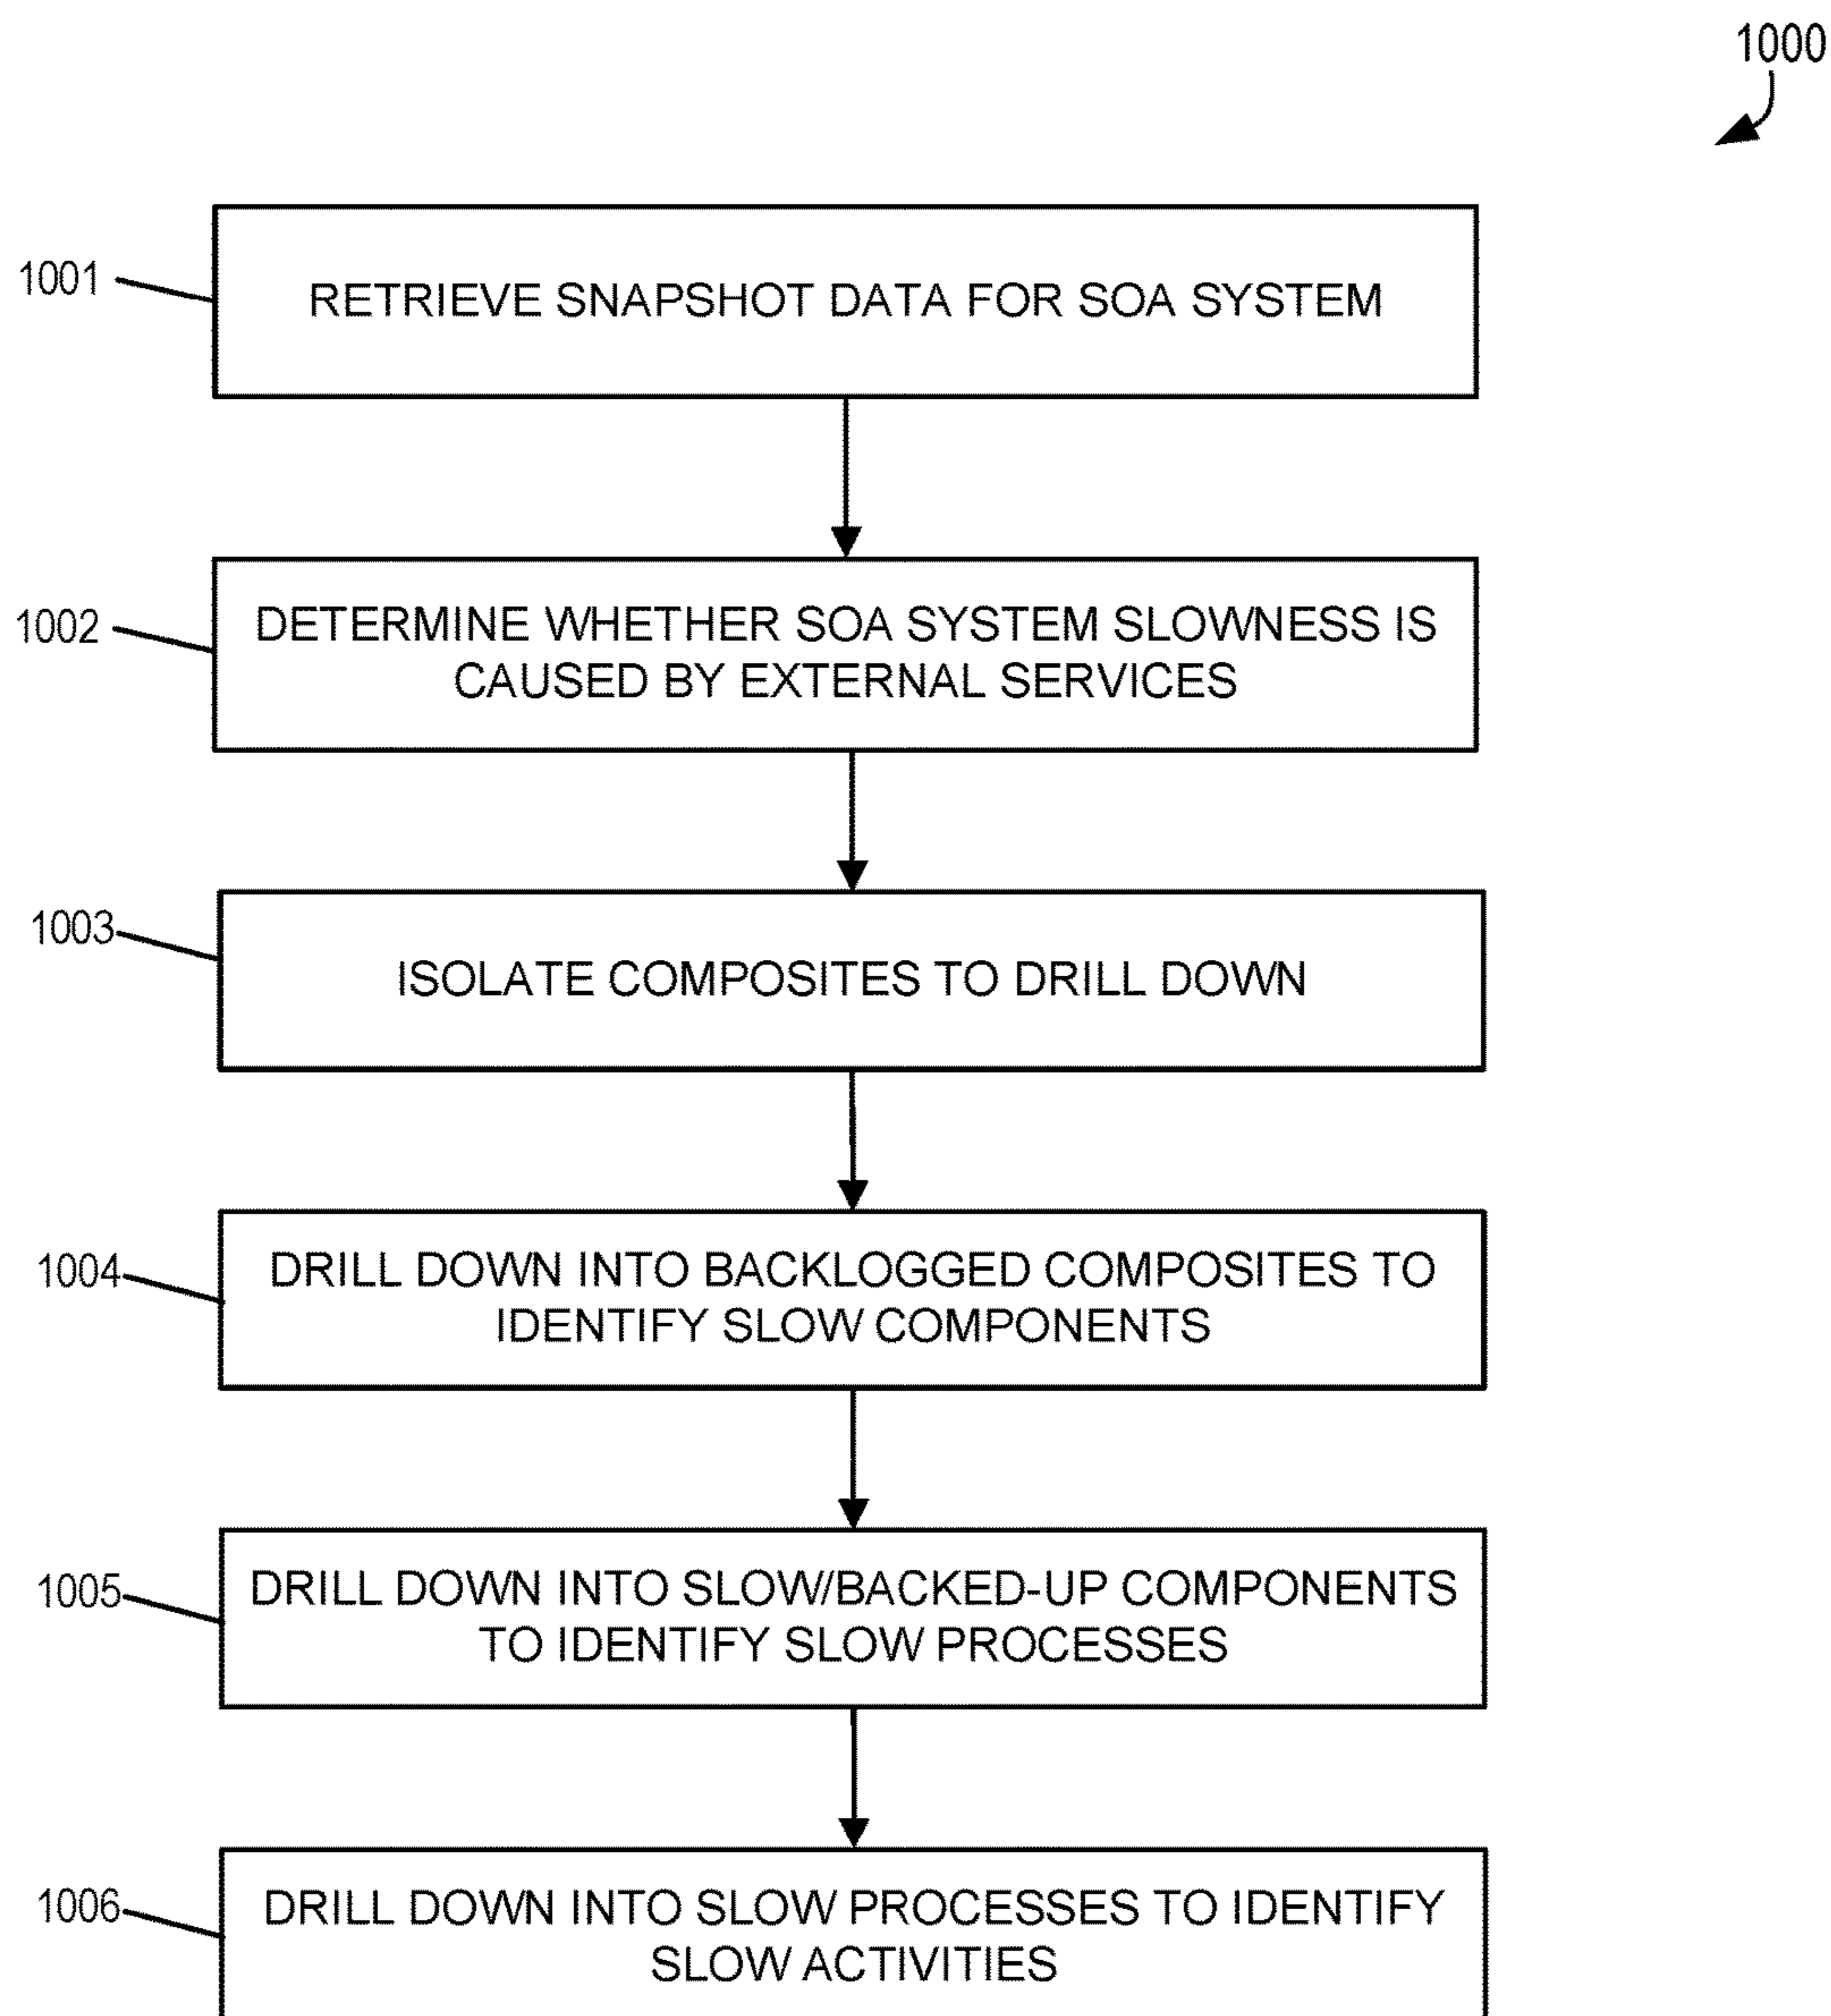 1000
1001
RETRIEVE SNAPSHOT DATA FOR SOA SYSTEM
1002
DETERMINE WHETHER SOA SYSTEM SLOWNESS IS
CAUSED BY EXTERNAL SERVICES
1003
ISOLATE COMPOSITES TO DRILL DOWN
1004
DRILL DOWN INTO BACKLOGGED COMPOSITES TO
IDENTIFY SLOW COMPONENTS
1005
DRILL DOWN INTO SLOW/BACKED-UP COMPONENTS
TO IDENTIFY SLOW PROCESSES
1006
DRILL DOWN INTO SLOW PROCESSES TO IDENTIFY
SLOW ACTIVITIES